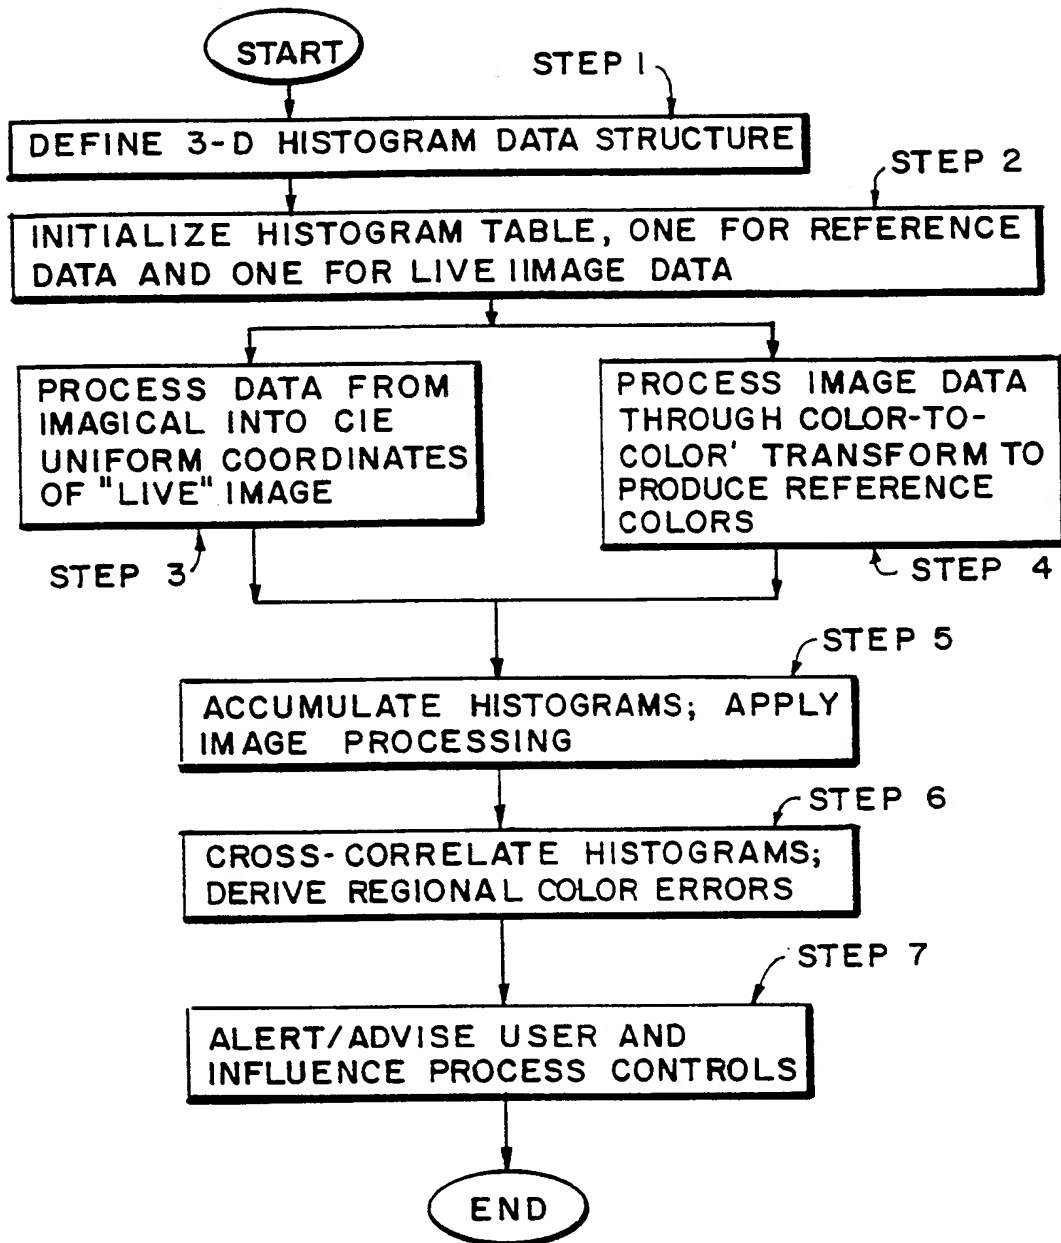 START
STEP 1
DEFINE 3-D HISTOGRAM DATA STRUCTURE
STEP 2
INITIALIZE HISTOGRAM TABLE, ONE FOR REFERENCE
DATA AND ONE FOR LIVE IIMAGE DATA
PROCESS DATA FROM
IMAGICAL INTO CIE
UNIFORM COORDINATES
OF "LIVE" IMAGE
STEP 3
PROCESS IMAGE DATA
THROUGH COLOR-TO-
COLOR' TRANSFORM TO
PRODUCE REFERENCE
COLORS
STEP 4
STEP 5
ACCUMULATE HISTOGRAMS; APPLY
IMAGE PROCESSING
STEP 6
CROSS-CORRELATE HISTOGRAMS;
DERIVE REGIONAL COLOR ERRORS
STEP 7
ALERT/ADVISE USER AND
INFLUENCE PROCESS CONTROLS
END